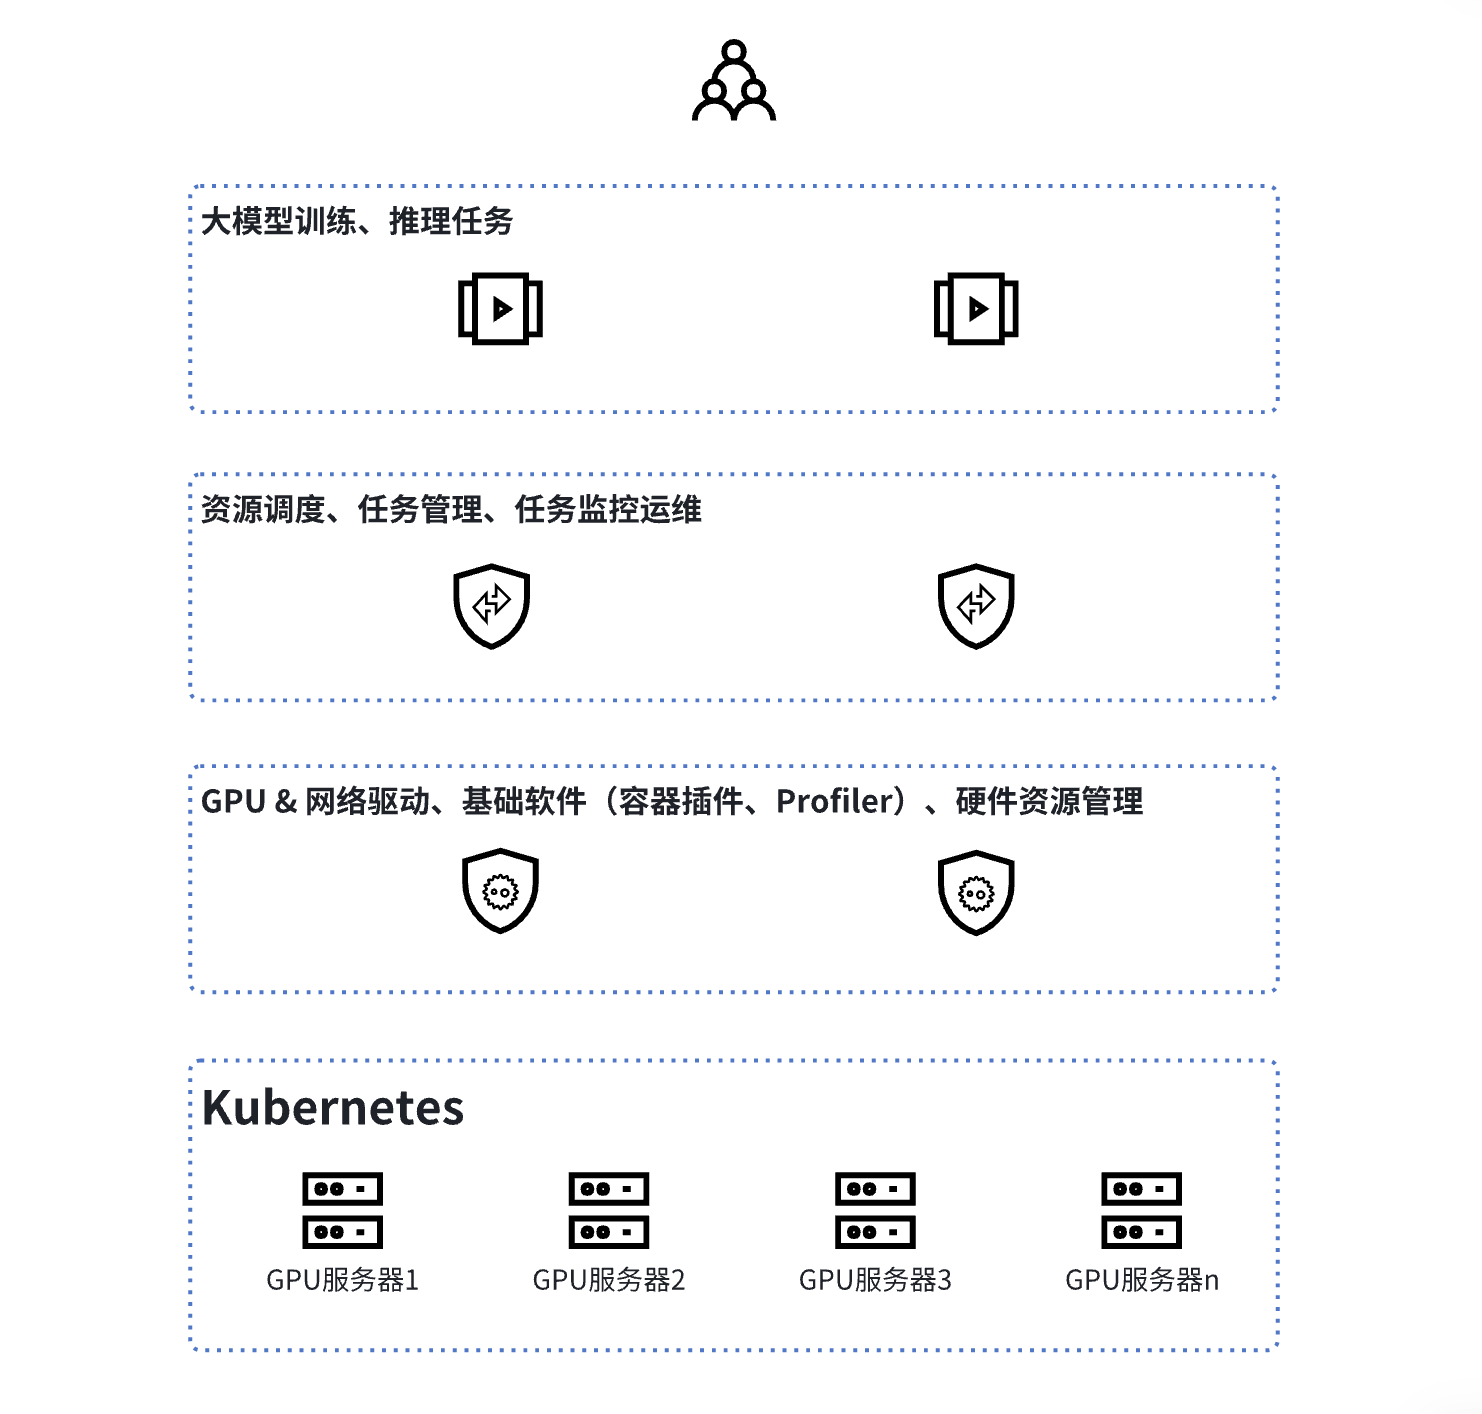 大模型训练、推理任务
资源调度、任务管理、任务监控运维
GPU & 网络驱动、基础软件（容器插件、Profiler）、硬件资源管理
Kubernetes
GPU服务器1
GPU服务器2
GPU服务器3
GPU服务器n